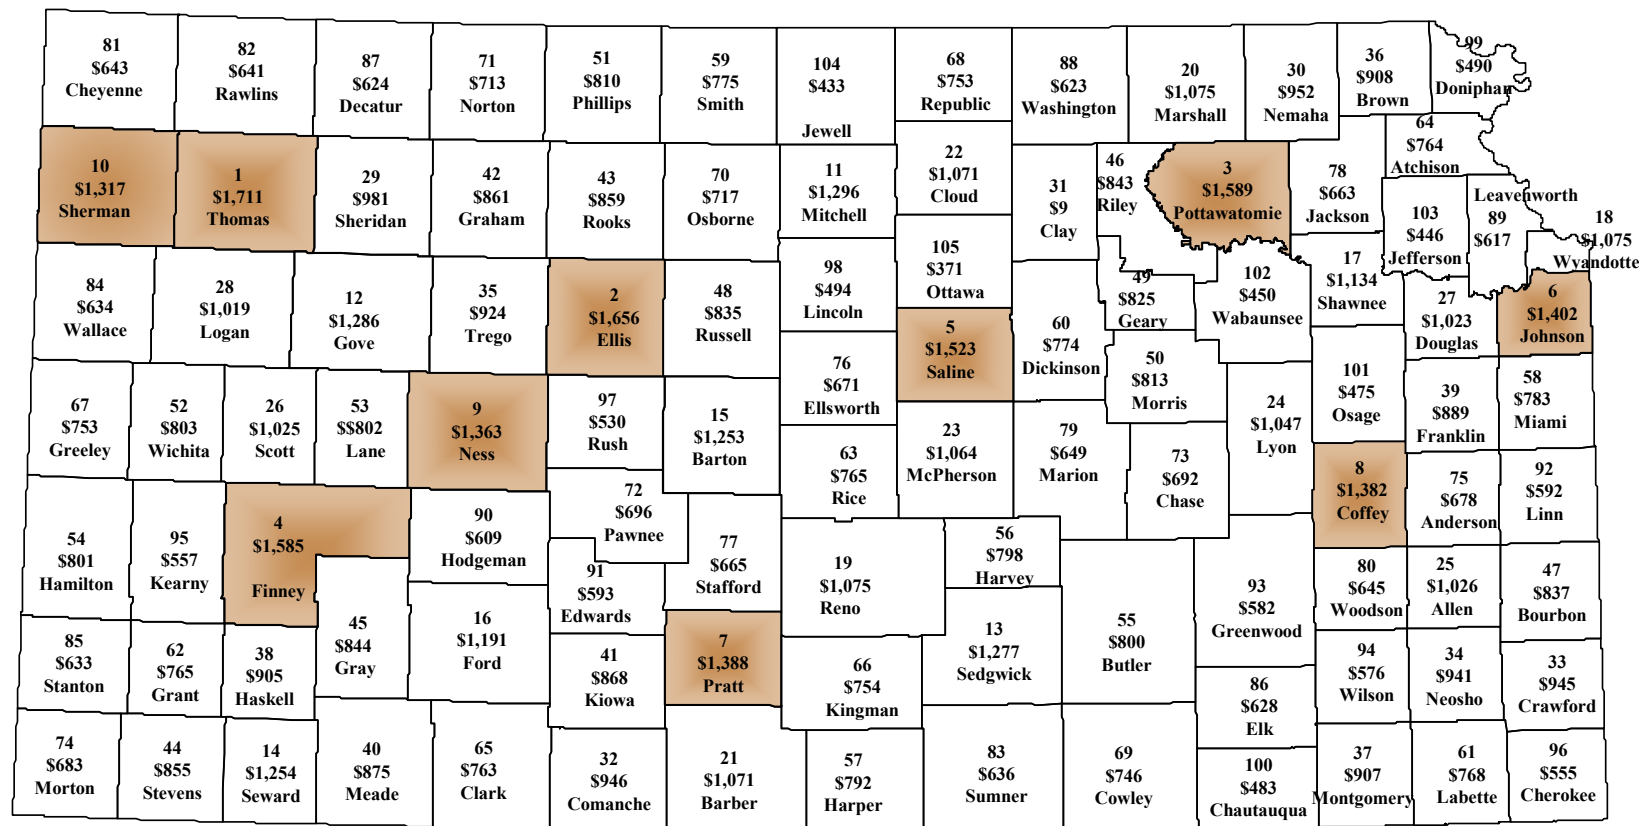 81
$643
Cheyenne
82
$641
Rawlins
87
$624
Decatur
71
$713
Norton
51
$810
Phillips
59
$775
Smith
104
$433
Jewell
68
$753
Republic
88
$623
Washington
20
$1,075
Marshall
30
$952
Nemaha
36
$908
Brown
99
$490
Doniphan
10
$1,317
Sherman
1
$1,711
Thomas
29
$981
Sheridan
42
$861
Graham
43
$859
Rooks
70
$717
Osborne
11
$1,296
Mitchell
22
$1,071
Cloud
31
$9
Clay
46
$843
Riley
3
$1,589
Pottawatomie
78
$663
Jackson
64
$764
Atchison
103
$446
Jefferson
Leavenworth
89
$617
18
$1,075
Wyandotte
84
$634
Wallace
28
$1,019
Logan
12
$1,286
Gove
35
$924
Trego
2
$1,656
Ellis
48
$835
Russell
98
$494
Lincoln
105
$371
Ottawa
60
$774
Dickinson
49
$825
Geary
102
$450
Wabaunsee
17
$1,134
Shawnee
27
$1,023
Douglas
6
$1,402
Johnson
67
$753
Greeley
52
$803
Wichita
26
$1,025
Scott
53
$$802
Lane
9
$1,363
Ness
97
$530
Rush
15
$1,253
Barton
76
$671
Ellsworth
5
$1,523
Saline
50
$813
Morris
24
$1,047
Lyon
101
$475
Osage
39
$889
Franklin
58
$783
Miami
63
$765
Rice
23
$1,064
McPherson
79
$649
Marion
73
$692
Chase
8
$1,382
Coffey
75
$678
Anderson
92
$592
Linn
54
$801
Hamilton
95
$557
Kearny
4
$1,585
Finney
90
$609
Hodgeman
72
$696
Pawnee
91
$593
Edwards
77
$665
Stafford
19
$1,075
Reno
56
$798
Harvey
55
$800
Butler
93
$582
Greenwood
80
$645
Woodson
25
$1,026
Allen
47
$837
Bourbon
85
$633
Stanton
62
$765
Grant
38
$905
Haskell
45
$844
Gray
16
$1,191
Ford
41
$868
Kiowa
7
$1,388
Pratt
66
$754
Kingman
13
$1,277
Sedgwick
86
$628
Elk
94
$576
Wilson
34
$941
Neosho
33
$945
Crawford
74
$683
Morton
44
$855
Stevens
14
$1,254
Seward
40
$875
Meade
65
$763
Clark
32
$946
Comanche
21
$1,071
Barber
57
$792
Harper
83
$636
Sumner
69
$746
Cowley
100
$483
Chautauqua
37
$907
Montgomery
61
$768
Labette
96
$555
Cherokee